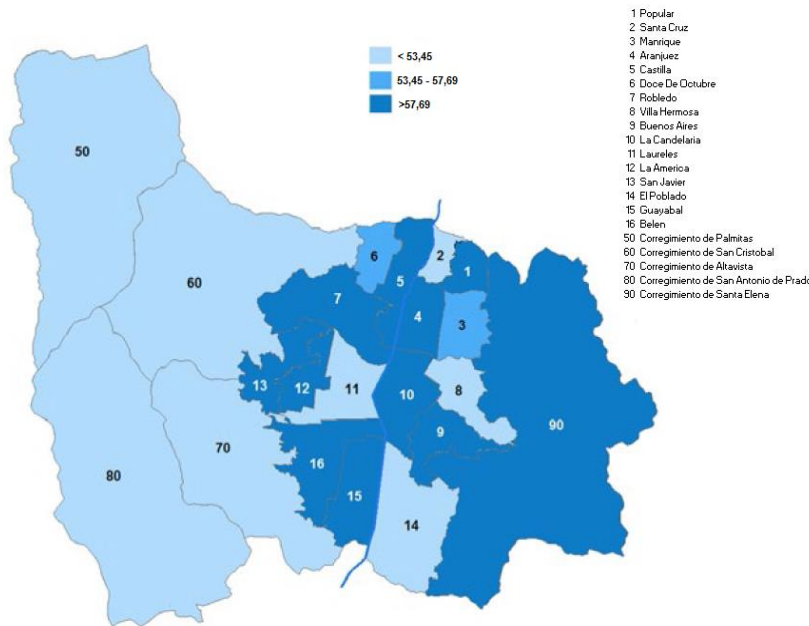 < 53,45
53,45 - 57,69
>57,69
1 Popular
2 Santa Cruz
3 Manrique
4 Aranjuez
5 Castilla
6 Doce De Octubre
7 Robledo
8 Villa Hermosa
9 Buenos Aires
10 La Candelaria
11 Laureles
12 La America
13 San Javier
14 El Poblado
15 Guayabal
16 Belen
50 Corregimiento de Palmitas
60 Corregimiento de San Cristobal
70 Corregimiento de Altavista
80 Corregimiento de San Antonio de Prado
90 Corregimiento de Santa Elena
50
60
6
2
1
5
7
4
3
13
12
11
10
8
9
90
70
16
80
15
14